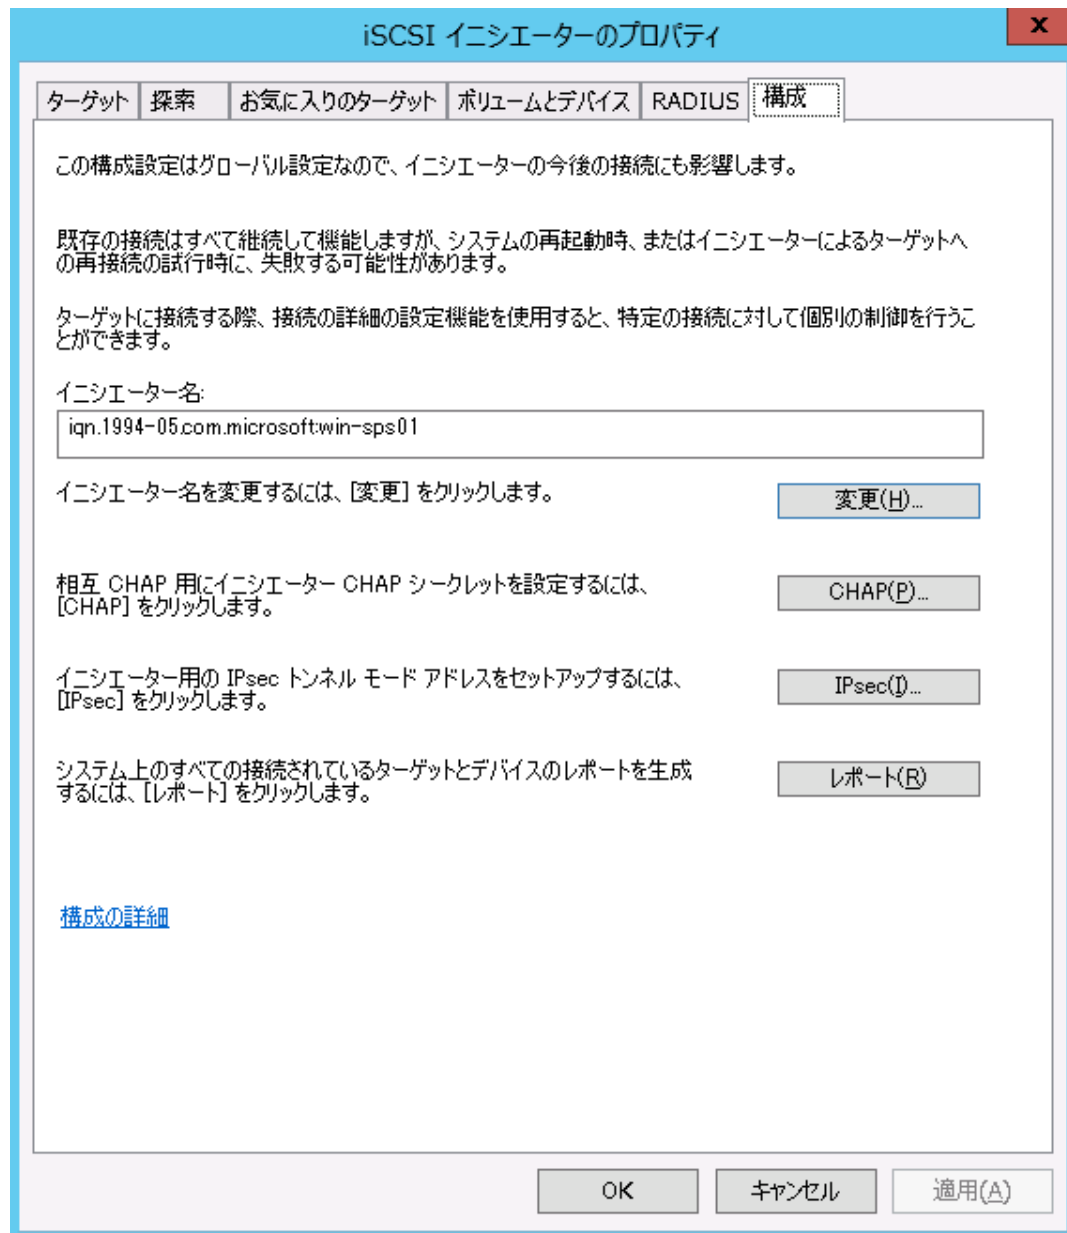 iSCSI イニシエーターのプロパティ
x
ターゲット 探索 お気に入りのターゲット ボリュームとデバイス RADIUS 構成
この構成設定はグローバル設定なので、イニシエーターの今後の接続にも影響します。
既存の接続はすべて継続して機能しますが、システムの再起動時、またはイニシエーターによるターゲットへ
の再接続の試行時に、失敗する可能性があります。
ターゲットに接続する際、接続の詳細の設定機能を使用すると、特定の接続に対して個別の制御を行うこ
とができます。
イニシエーター名:
iqn.1994-05.com.microsoft:win-sps01
イニシエーター名を変更するには、[変更] をクリックします。
変更(H)...
相互 CHAP 用にイニシエーター CHAP シークレットを設定するには、
[CHAP] をクリックします。
CHAP(P)...
イニシエーター用の IPsec トンネル モード アドレスをセットアップするには、
[IPsec] をクリックします。
IPsec(I)...
システム上のすべての接続されているターゲットとデバイスのレポートを生成
するには、[レポート] をクリックします。
レポート(R)
構成の詳細
OK キャンセル 適用(A)